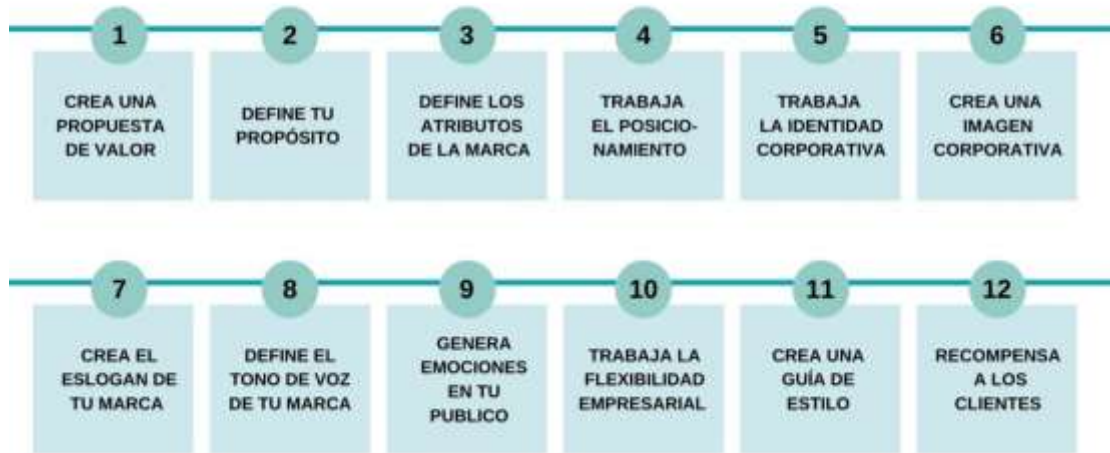 1
CREA UNA
PROPUESTA
DE VALOR
2
DEFINE TU
PROPÓSITO
3
DEFINE LOS
ATRIBUTOS
DE LA MARCA
4
TRABAJA
EL POSICIO-
NAMIENTO
5
TRABAJA
LA IDENTIDAD
CORPORATIVA
6
CREA UNA
IMAGEN
CORPORATIVA
7
CREA EL
ESLOGAN DE
TU MARCA
8
DEFINE EL
TONO DE VOZ
DE TU MARCA
9
GENERA
EMOCIONES
EN TU
PUBLICO
10
TRABAJA LA
FLEXIBILIDAD
EMPRESARIAL
11
CREA UNA
GUÍA DE
ESTILO
12
RECOMPENSA
A LOS
CLIENTES